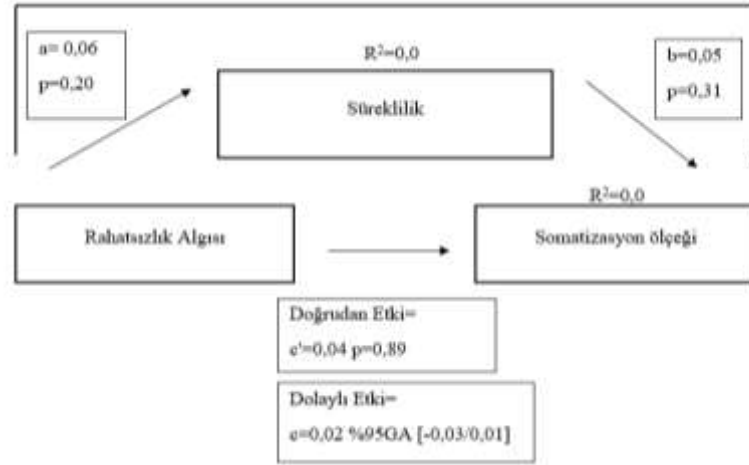 a= 0,06
p=0,20
R²=0,0
b=0,05
p=0,31
Süreklilik
R²=0,0
Rahatsızlık Algısı
Somatizasyon ölçeği
Doğrudan Etki=
c'=0,04 p=0,89
Dolaylı Etki=
c=0,02 %95GA [-0,03/0,01]